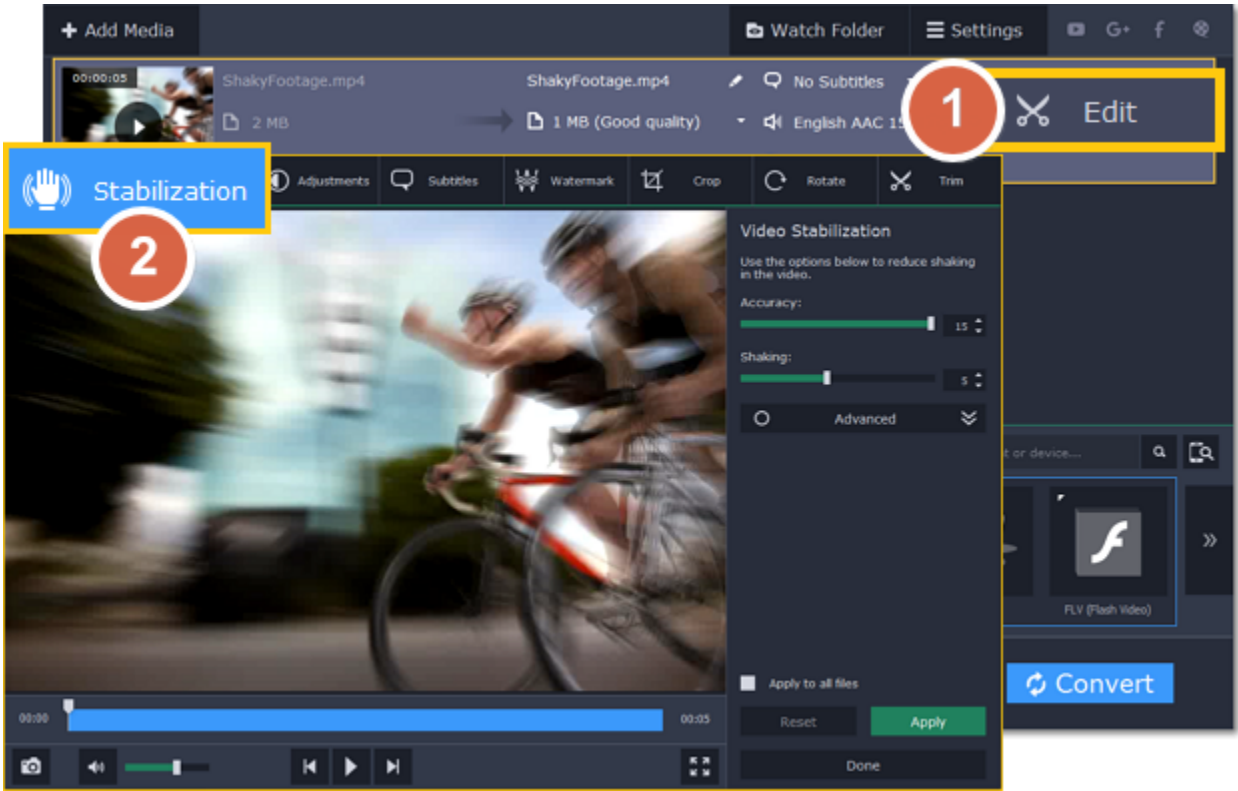 Add Media
Watch Folder
Settings
G+
00:00:05
ShakyFootage.mp4
ShakyFootage.mp4
No Subtitles
2 MB
1 MB (Good quality)
English AAC 15
1
Edit
Stabilization
2
Adjustments
Subtitles
Watermark
Crop
Rotate
Trim
Video Stabilization
Use the options below to reduce shaking
in the video.
Accuracy:
15
Shaking:
5
Advanced
t or device...
FLV (Flash Video)
Apply to all files
Convert
00:00
00:05
Reset
Apply
Done